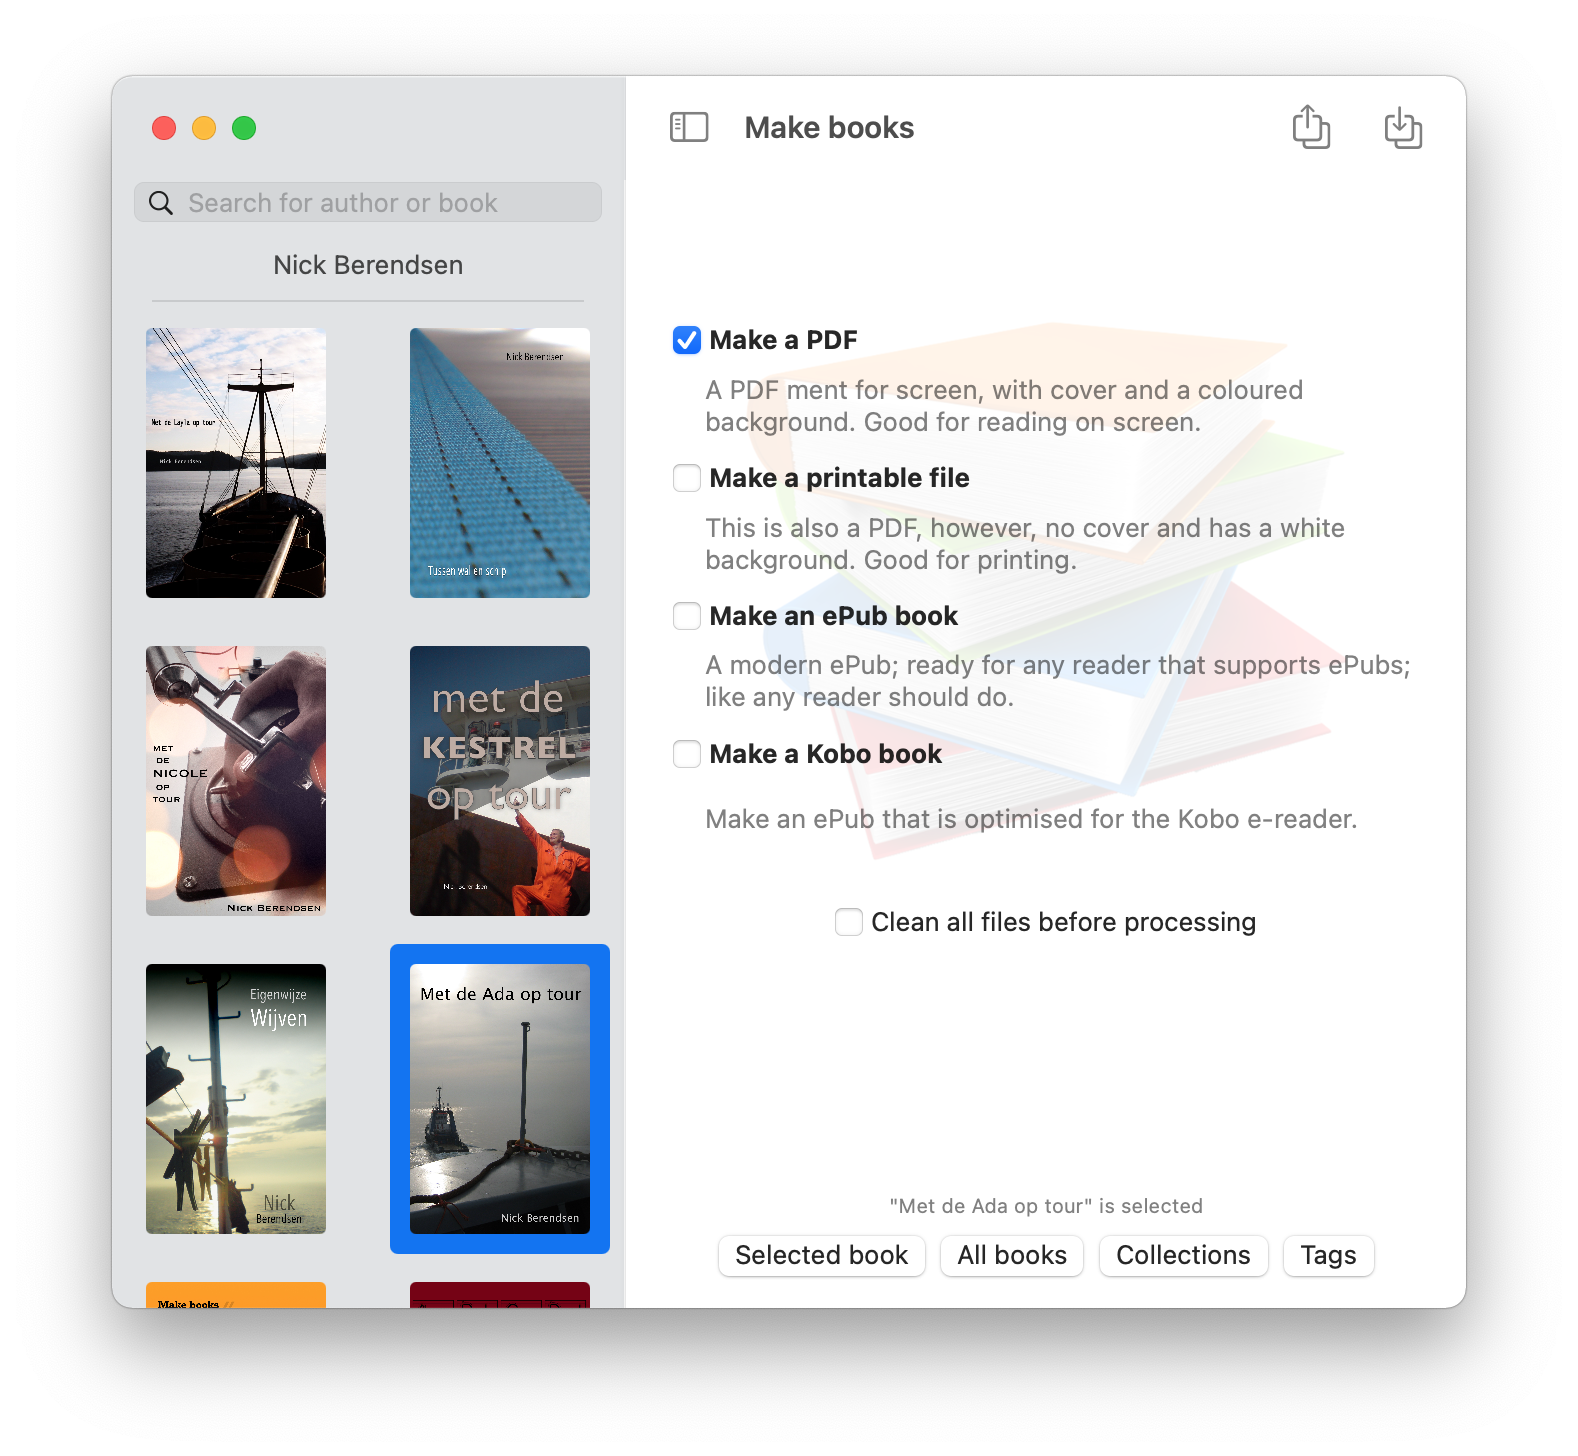 Make books
Search for author or book
Nick Berendsen
Met de Layla op tour
Nick Berendsen
Nick Berendsen
Tussen wal en schip
MET
DE
NICOLE
OP
TOUR
NICK BERENDSEN
met de
KESTREL
op tour
Nick Berendsen
Eigenwijze
Wijven
Nick
Berendsen
Met de Ada op tour
Nick Berendsen
Make books //
Make a PDF
A PDF ment for screen, with cover and a coloured
background. Good for reading on screen.
Make a printable file
This is also a PDF, however, no cover and has a white
background. Good for printing.
Make an ePub book
A modern ePub; ready for any reader that supports ePubs;
like any reader should do.
Make a Kobo book
Make an ePub that is optimised for the Kobo e-reader.
Clean all files before processing
"Met de Ada op tour" is selected
Selected book
All books
Collections
Tags